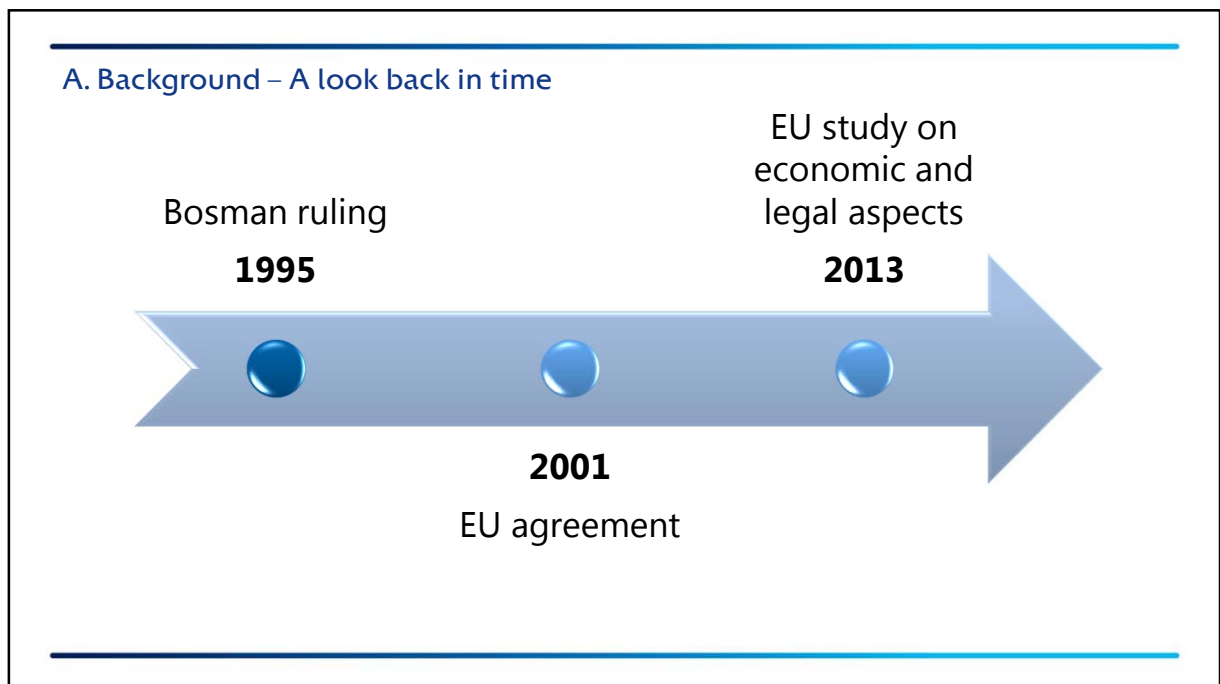 A. Background – A look back in time
Bosman ruling
1995
EU study on
economic and
legal aspects
2013
2001
EU agreement